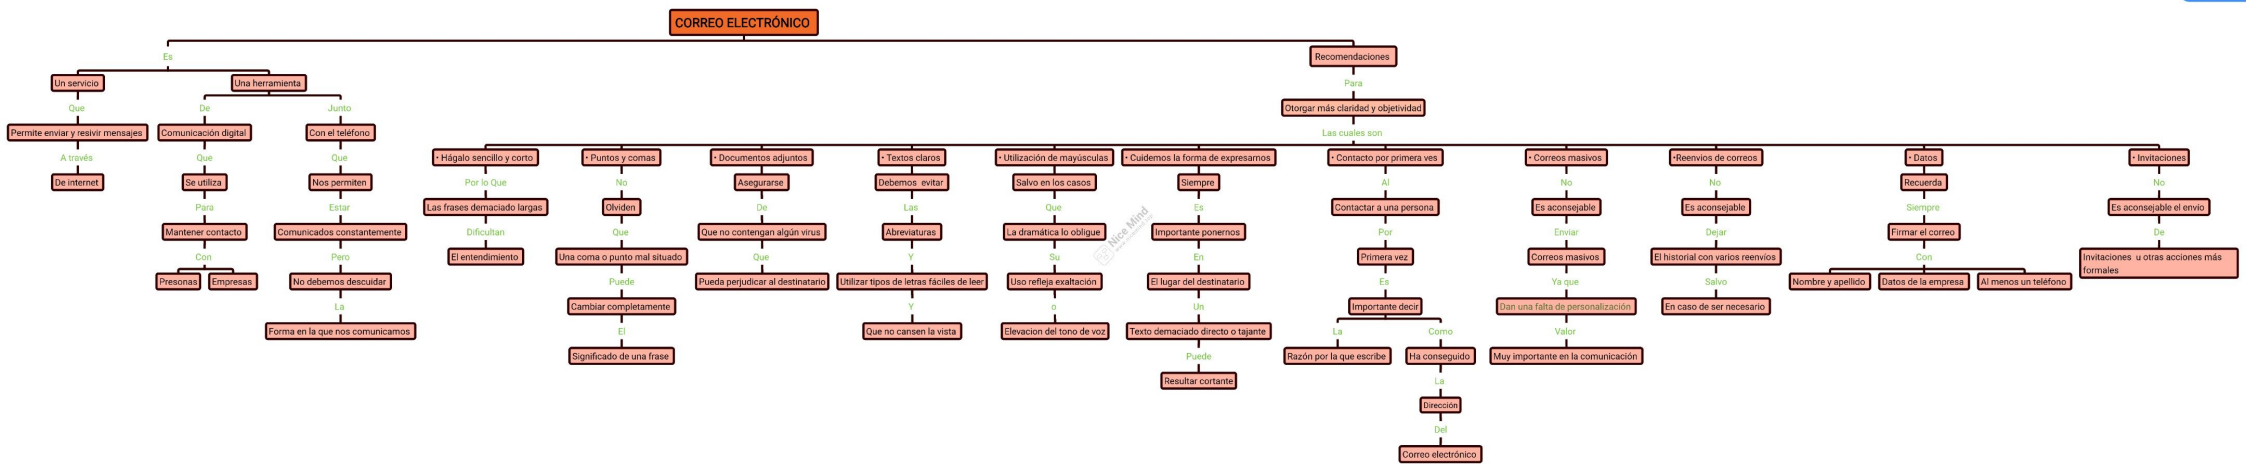 CORREO ELECTRÓNICO
Es
Un servicio
Que
Permite enviar y resivir mensajes
A través
De internet
Una herramienta
De
Comunicación digital
Que
Se utiliza
Para
Mantener contacto
Con
Presonas
Empresas
Junto
Con el teléfono
Que
Nos permiten
Estar
Comunicados constantemente
Pero
No debemos descuidar
La
Forma en la que nos comunicamos
Recomendaciones
Para
Otorgar más claridad y objetividad
Las cuales son
• Hágalo sencillo y corto
Por lo Que
Las frases demaciado largas
Dificultan
El entendimiento
• Puntos y comas
No
Olviden
Que
Una coma o punto mal situado
Puede
Cambiar completamente
El
Significado de una frase
• Documentos adjuntos
Asegurarse
De
Que no contengan algún virus
Que
Pueda perjudicar al destinatario
• Textos claros
Debemos evitar
Las
Abreviaturas
Y
Utilizar tipos de letras fáciles de leer
Y
Que no cansen la vista
• Utilización de mayúsculas
Salvo en los casos
Que
La dramática lo obligue
Su
Uso refleja exaltación
o
Elevacion del tono de voz
• Cuidemos la forma de expresarnos
Siempre
Es
Importante ponernos
En
El lugar del destinatario
Un
Texto demaciado directo o tajante
Puede
Resultar cortante
• Contacto por primera ves
Al
Contactar a una persona
Por
Primera vez
Es
Importante decir
La
Razón por la que escribe
Como
Ha conseguido
La
Dirección
Del
Correo electrónico
• Correos masivos
No
Es aconsejable
Enviar
Correos masivos
Ya que
Dan una falta de personalización
Valor
Muy importante en la comunicación
•Reenvios de correos
No
Es aconsejable
Dejar
El historial con varios reenvíos
Salvo
En caso de ser necesario
• Datos
Recuerda
Siempre
Firmar el correo
Con
Nombre y apellido
Datos de la empresa
Al menos un teléfono
• Invitaciones
No
Es aconsejable el envío
De
Invitaciones u otras acciones más
formales
Nice Mind